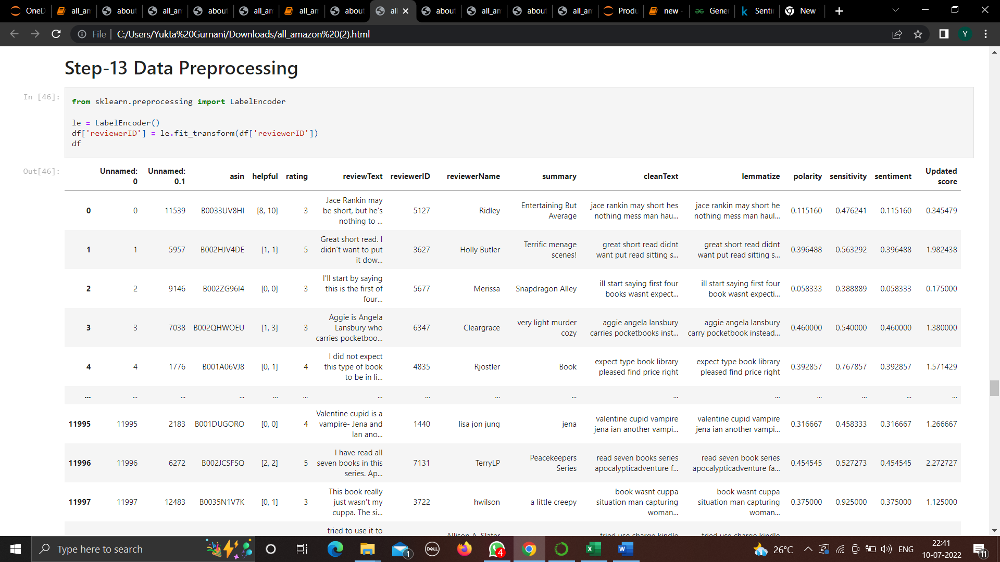 OneD
all_am
about
all_am
about
all_am
all_am
about
all
about
all_am
about
all_am
Produ
new -
Gene
Senti
New
File
C:/Users/Yukta%20Gurnani/Downloads/all_amazon%20(2).html
Y
Step-13 Data Preprocessing
In [46]:
from sklearn.preprocessing import LabelEncoder
le = LabelEncoder()
df['reviewerID'] = le.fit_transform(df['reviewerID'])
df
Out[46]:
Unnamed: 0 Unnamed: 0.1 asin helpful rating reviewText reviewerID reviewerName summary cleanText lemmatize polarity sensitivity sentiment Updated score
0 0 11539 B0033UV8HI [8, 10] 3 Jace Rankin may be short, but he's nothing to ... 5127 Ridley Entertaining But Average jace rankin may short hes nothing mess man hau... jace rankin may short he nothing mess man haul... 0.115160 0.476241 0.115160 0.345479
1 1 5957 B002HJV4DE [1, 1] 5 Great short read. I didn't want to put it dow... 3627 Holly Butler Terrific menage scenes! great short read didnt want put read sitting s... great short read didnt want put read sitting s... 0.396488 0.563292 0.396488 1.982438
2 2 9146 B002ZG96I4 [0, 0] 3 I'll start by saying this is the first of four... 5677 Merissa Snapdragon Alley ill start saying first four books wasnt expect... ill start saying first four book wasnt expecti... 0.058333 0.388889 0.058333 0.175000
3 3 7038 B002QHWOEU [1, 3] 3 Aggie is Angela Lansbury who carries pocketboo... 6347 Cleargrace very light murder cozy aggie angela lansbury carries pocketbooks inst... aggie angela lansbury carry pocketbook instead... 0.460000 0.540000 0.460000 1.380000
4 4 1776 B001A06VJ8 [0, 1] 4 I did not expect this type of book to be in li... 4835 Rjostler Book expect type book library pleased find price right expect type book library pleased find price right 0.392857 0.767857 0.392857 1.571429
... ... ... ... ... ... ... ... ... ... ... ... ... ... ... ...
11995 11995 2183 B001DUGORO [0, 0] 4 Valentine cupid is a vampire- Jena and Ian ano... 1440 lisa jon jung jena valentine cupid vampire jena ian another vampi... valentine cupid vampire jena ian another vampi... 0.316667 0.458333 0.316667 1.266667
11996 11996 6272 B002JCSFSQ [2, 2] 5 I have read all seven books in this series. Ap... 7131 TerryLP Peacekeepers Series read seven books series apocalypticadventure f... read seven book series apocalypticadventure fa... 0.454545 0.527273 0.454545 2.272727
11997 11997 12483 B0035N1V7K [0, 1] 3 This book really just wasn't my cuppa. The si... 3722 hwilson a little creepy book wasnt cuppa situation man capturing woman... book wasnt cuppa situation man capturing woman... 0.375000 0.925000 0.375000 1.125000
tried to use it to Allison A. Slater tried use charge kindle tried use charge kindle
Type here to search
1
DELL
4
26°C
ENG
22:41
10-07-2022
11